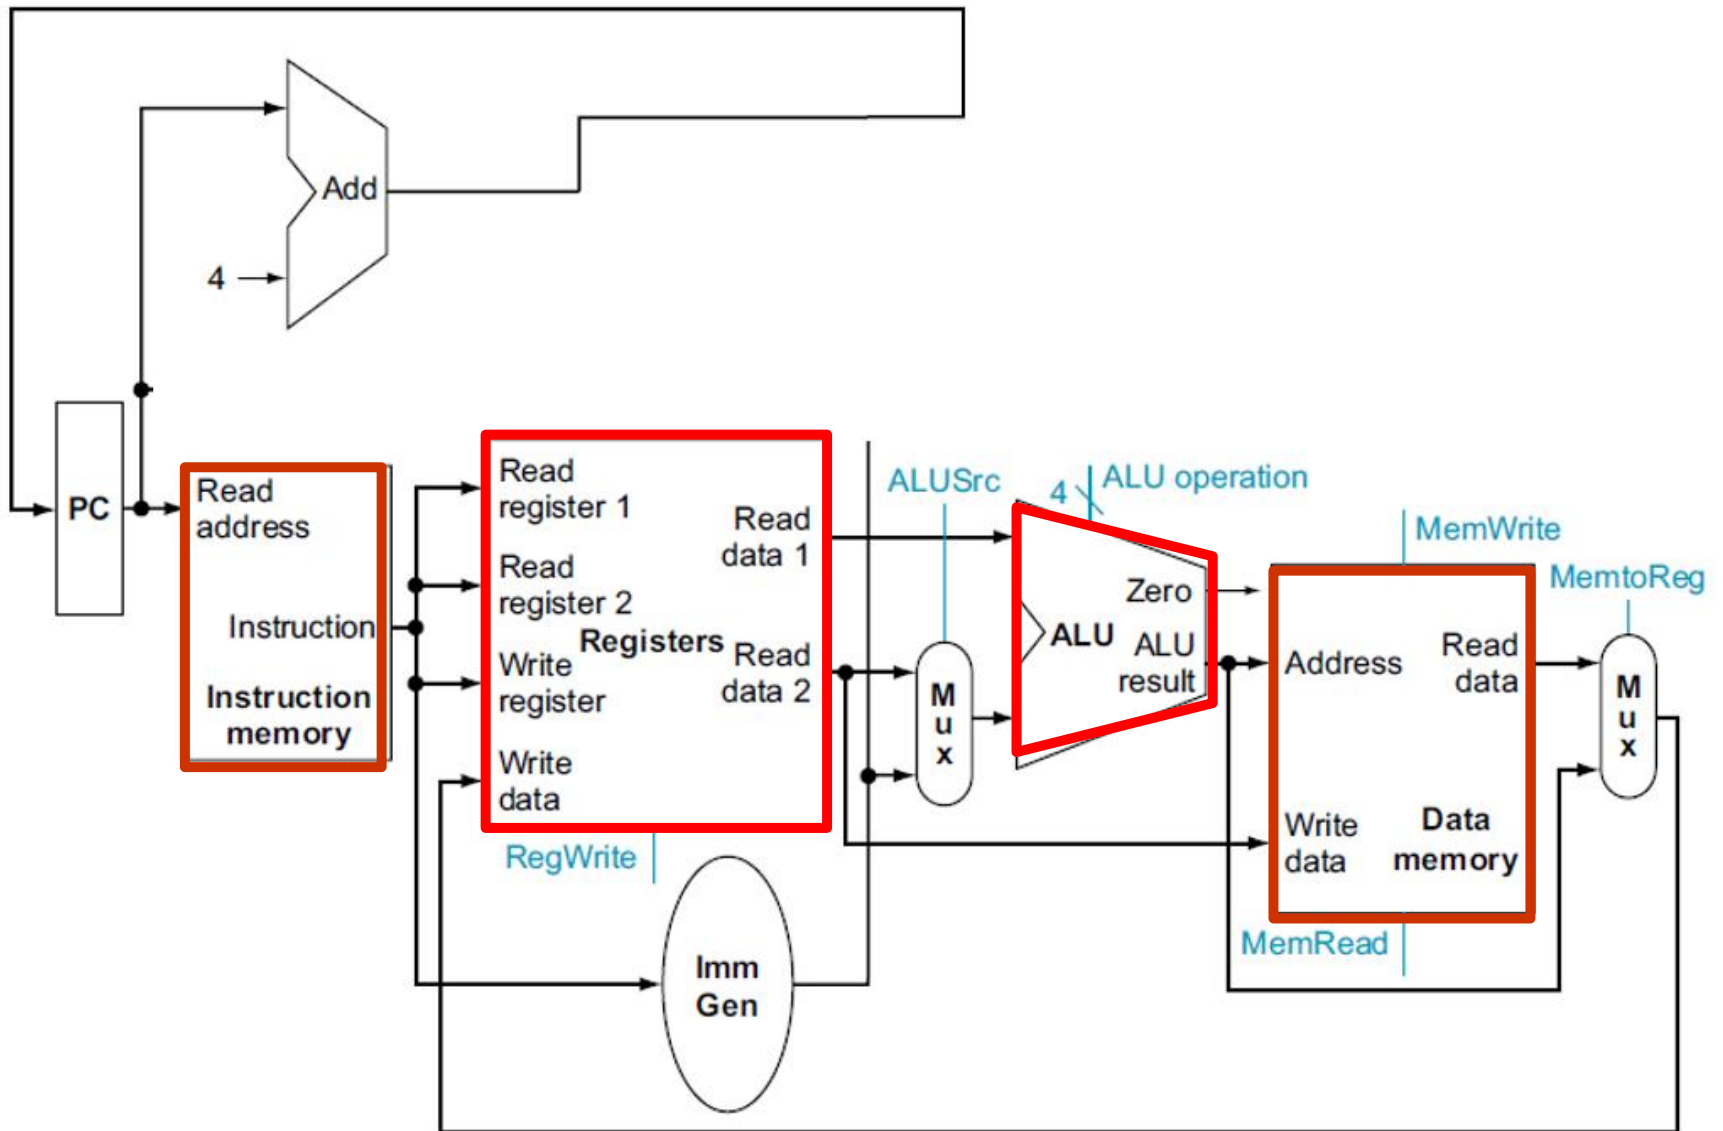 Add
4
PC
Read
address
Instruction
Instruction
memory
Read
register 1
Read
register 2
Write
register
Write
data
Registers
Read
data 1
Read
data 2
RegWrite
Imm
Gen
ALUSrc
M
u
x
4
ALU operation
Zero
ALU
ALU
result
MemWrite
Address
Read
data
Write
data
Data
memory
MemRead
MemtoReg
M
u
x